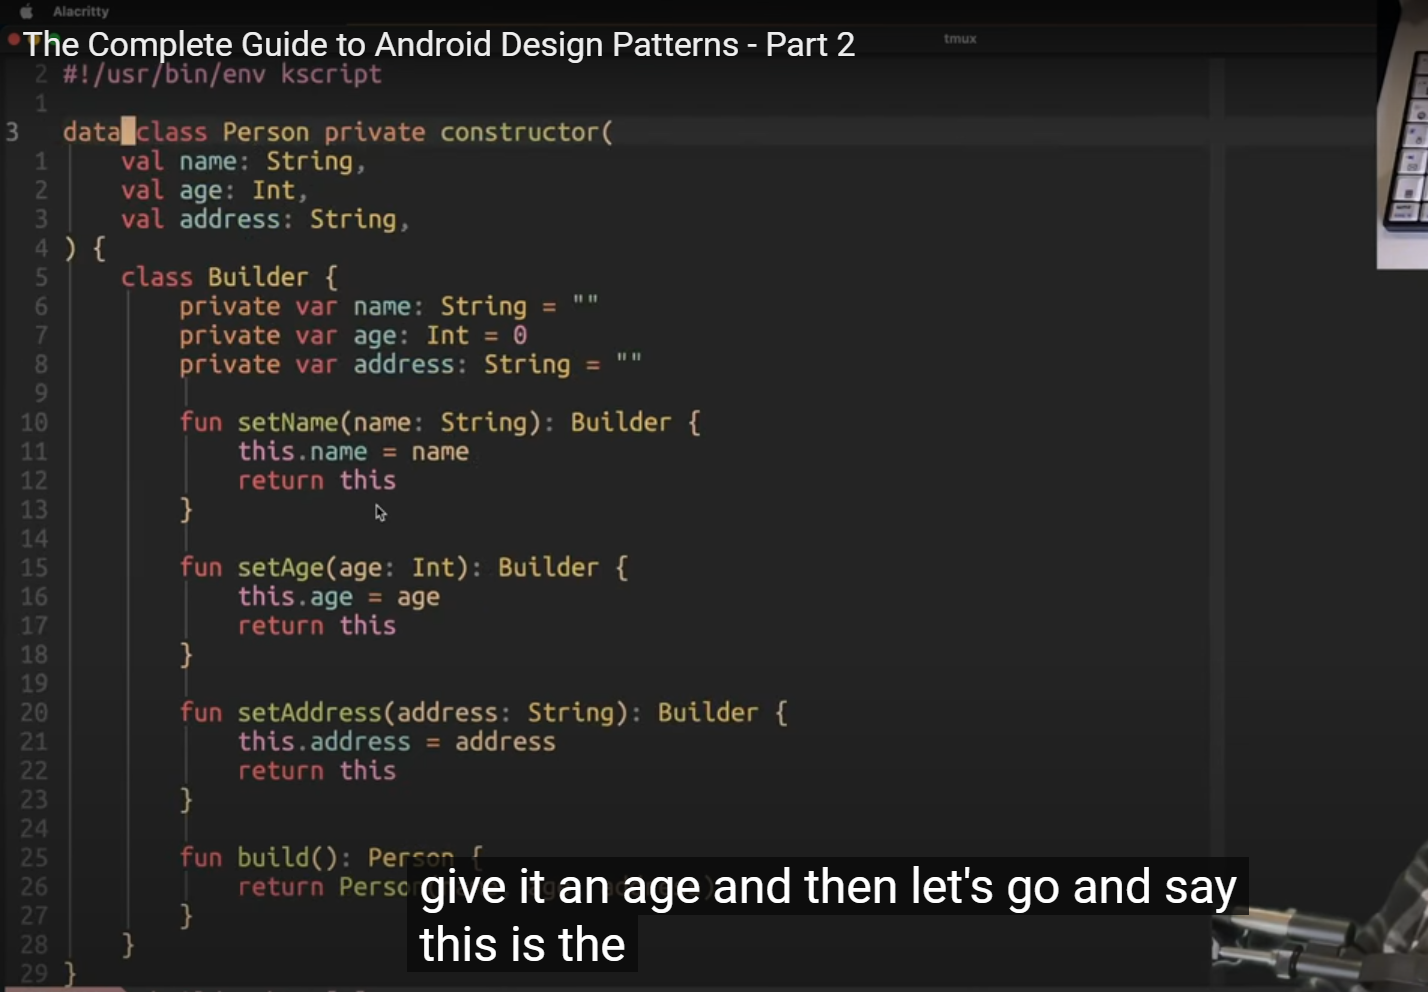 Alacritty
The Complete Guide to Android Design Patterns - Part 2
tmux
2 #!/usr/bin/env kscript
1
3 data class Person private constructor(
1 val name: String,
2 val age: Int,
3 val address: String,
4 ) {
5 class Builder {
6 private var name: String = ""
7 private var age: Int = 0
8 private var address: String = ""
9
10 fun setName(name: String): Builder {
11 this.name = name
12 return this
13 }
14
15 fun setAge(age: Int): Builder {
16 this.age = age
17 return this
18 }
19
20 fun setAddress(address: String): Builder {
21 this.address = address
22 return this
23 }
24
25 fun build(): Person {
26 return Person
27 }
28 }
29 }
give it an age and then let's go and say
this is the